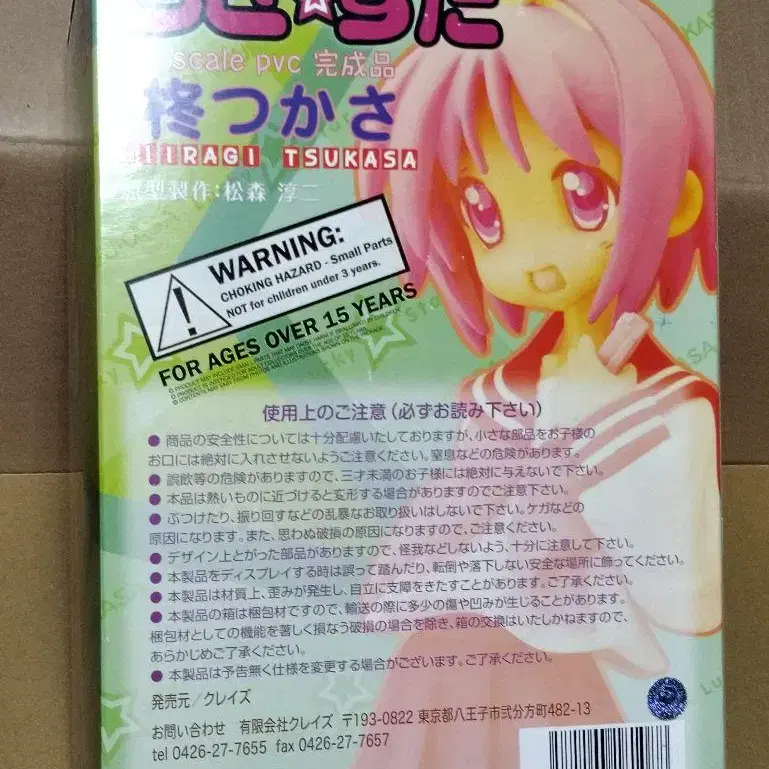 らき☆すた
scale pvc 完成品
柊つかさ
HIIRAGI TSUKASA
原型製作:松森 淳二
WARNING:
CHOKING HAZARD - Small Parts
NOT for children under 3 years.
FOR AGES OVER 15 YEARS
使用上のご注意(必ずお読み下さい)
● 商品の安全性については十分配慮いたしておりますが、小さな部品をお子様の
お口には絶対に入れさせないようご注意ください。窒息などの危険があります。
● 誤飲等の危険がありますので、三才未満のお子様には絶対に与えないで下さい。
● 本品は熱いものに近づけると変形する場合がありますのでご注意下さい。
● ぶつけたり、振り回すなどの乱暴なお取り扱いはしないで下さい。ケガなどの
原因になります。また、思わぬ破損の原因になりますので、ご注意ください。
● デザイン上とがった部品がありますので、怪我などしないよう、十分に注意して下さい。
● 本製品をディスプレイする時は誤って踏んだり、転倒や落下しない安全な場所に飾ってください。
● 本製品は材質上、歪みが発生し、自立に支障をきたすことがあります。ご了承ください。
● 本製品の箱は梱包材ですので、輸送の際に多少の傷や凹みが生じることがあります。
梱包材としての機能を著しく損なう破損の場合を除き、箱の交換はいたしかねますので、
あらかじめご了承ください。
● 本製品は予告無く仕様を変更する場合がございます。ご了承ください。
発売元/クレイズ
お問い合わせ 有限会社クレイズ 〒193-0822 東京都八王子市弐分方町482-13
tel 0426-27-7655 fax 0426-27-7657